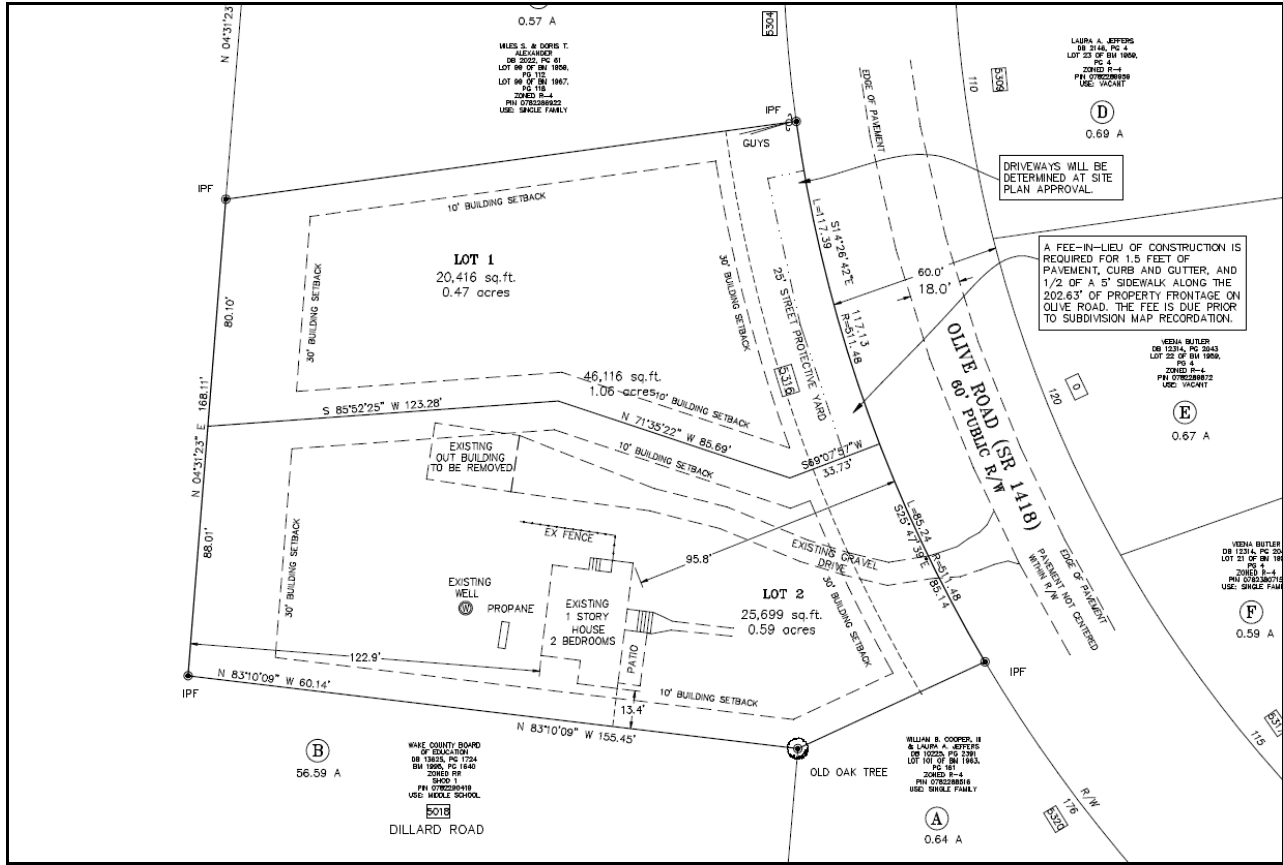 0.57 A
MILES S. & DORIS T.
ALEXANDER
DB 2022, PG 61
LOT 99 OF BM 1967,
PG 112
ZONED R-4
PIN 0782288922
USE: SINGLE FAMILY
5304
110
5309
LAURA A. JEFFERS
DB 2146, PG 4
LOT 23 OF BM 1969,
PG 4
ZONED R-4
USE: VACANT
D
0.69 A
N 04°31'23"
IPF
GUYS
EDGE OF PAVEMENT
DRIVEWAYS WILL BE
DETERMINED AT SITE
PLAN APPROVAL.
IPF
10' BUILDING SETBACK
LOT 1
20,416 sq.ft.
0.47 acres
30' BUILDING SETBACK
30' BUILDING SETBACK
25' STREET PROTECTIVE YARD
L=117.39
S14°26'42"E
117.13
R=511.48
60.0'
18.0'
A FEE-IN-LIEU OF CONSTRUCTION IS
REQUIRED FOR 1.5 FEET OF
PAVEMENT, CURB AND GUTTER, AND
1/2 OF A 5' SIDEWALK ALONG THE
202.63' OF PROPERTY FRONTAGE ON
OLIVE ROAD. THE FEE IS DUE PRIOR
TO SUBDIVISION MAP RECORDATION.
80.10'
N 04°31'23" E 168.11'
88.01'
46,116 sq.ft.
1.06 acres
10' BUILDING SETBACK
5316
S 85°52'25" W 123.28'
N 71°35'22" W 85.69'
10' BUILDING SETBACK
S69°07'57"W
33.73'
OLIVE ROAD (SR 1418)
60' PUBLIC R/W
VEENA BUTLER
DB 12314, PG 2043
LOT 22 OF BM 1969,
PG 4
ZONED R-4
PIN 0782289872
USE: VACANT
E
0.67 A
120
0
EXISTING
OUT BUILDING
TO BE REMOVED
EX FENCE
95.8'
EXISTING GRAVEL
DRIVE
L=85.24
R=511.48
S25°47'39"E
85.14
EDGE OF PAVEMENT
PAVEMENT NOT CENTERED
WITHIN R/W
30' BUILDING SETBACK
EXISTING
WELL
W
PROPANE
EXISTING
1 STORY
HOUSE
2 BEDROOMS
PATIO
LOT 2
25,699 sq.ft.
0.59 acres
30' BUILDING SETBACK
VEENA BUTLER
DB 12314, PG
LOT 21 OF BM
PG 4
ZONED R-4
USE: SINGLE
F
0.59 A
122.9'
IPF
N 83°10'09" W 60.14'
10' BUILDING SETBACK
13.4'
N 83°10'09" W 155.45'
IPF
OLD OAK TREE
B
56.59 A
WAKE COUNTY BOARD
OF EDUCATION
DB 13625, PG 1724
BM 1998, PG 1640
ZONED RR
SHOD 1
PIN 0782290419
USE: MIDDLE SCHOOL
5018
DILLARD ROAD
WILLIAM B. COOPER, III
& LAURA A. JEFFERS
DB 10225, PG 2391
LOT 101 OF BM 1963,
PG 161
ZONED R-4
PIN 0782288516
USE: SINGLE FAMILY
A
0.64 A
R/W
176
5320
115